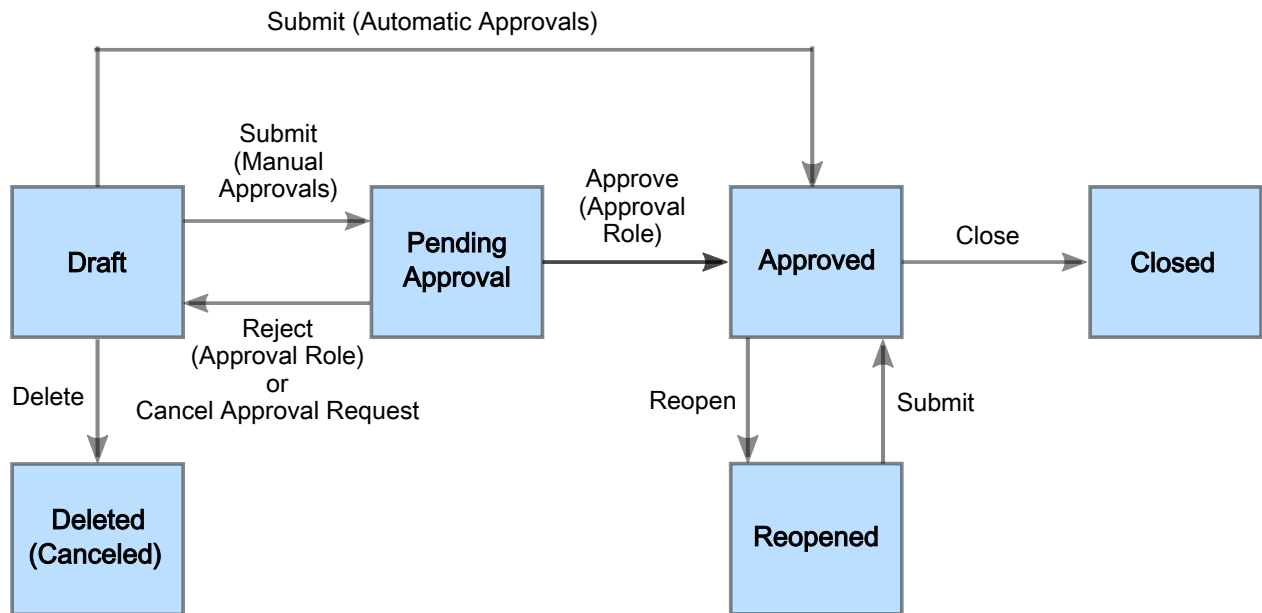 Submit (Automatic Approvals)
Submit
(Manual
Approvals)
Approve
(Approval
Role)
Close
Draft
Pending
Approval
Approved
Closed
Reject
(Approval Role)
or
Cancel Approval Request
Delete
Reopen
Submit
Deleted
(Canceled)
Reopened